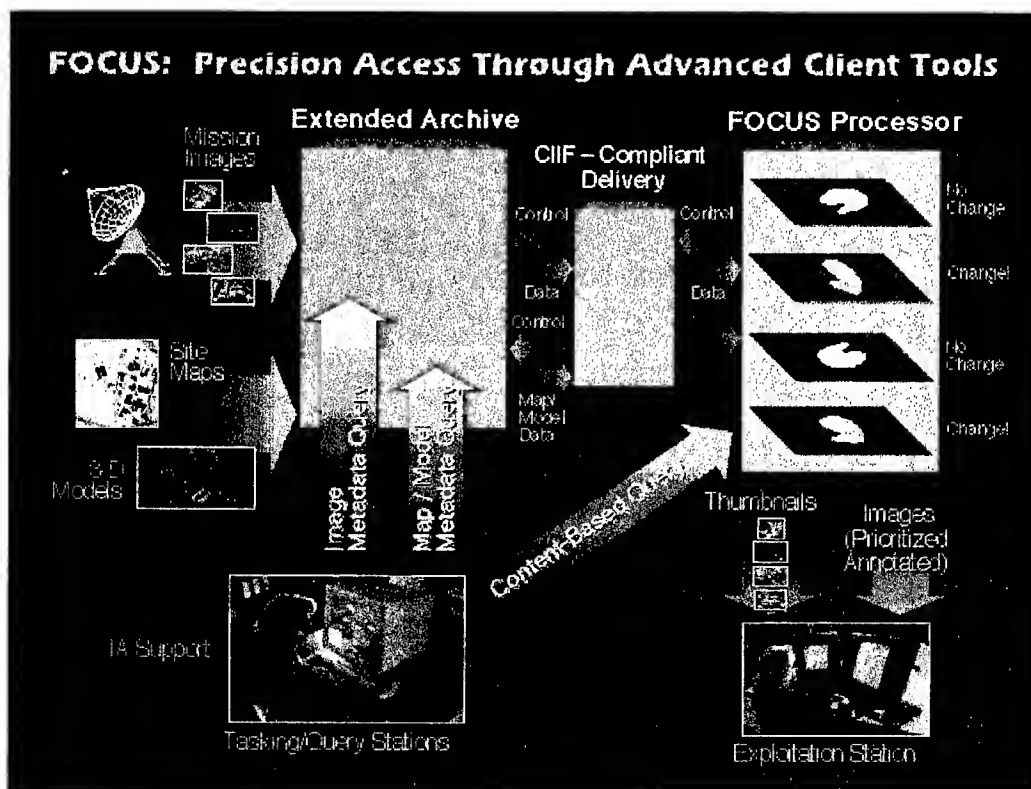 FOCUS: Precision Access Through Advanced Client Tools
Extended Archive
FOCUS Processor
Mission
Images
CIIF – Compliant
Delivery
Control
Control
Data
Data
Control
Map/
Model
Data
No
Change
Change!
No
Change
Change!
Site
Maps
3-D
Models
Image
Metadata Query
Map / Model
Metadata Query
Content-Based Query
Thumbnails
Images
(Prioritized
Annotated)
IA Support
Tasking/Query Stations
Exploitation Station